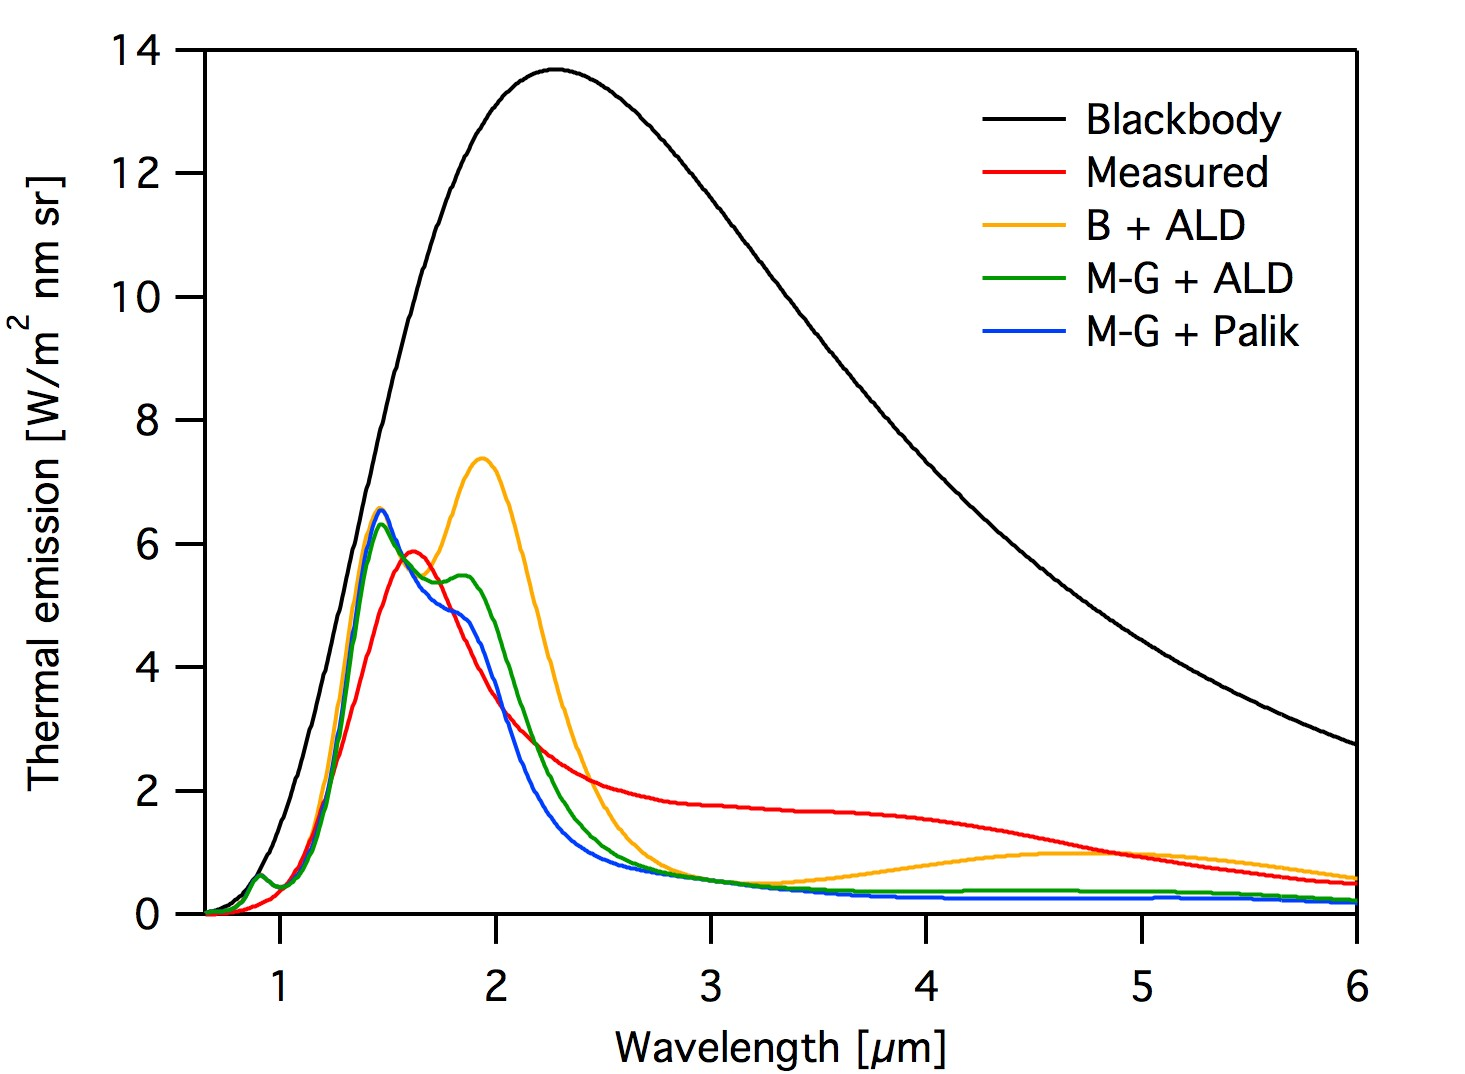 14
12
10
8
6
4
2
0
Thermal emission [W/m² nm sr]
Blackbody
Measured
B + ALD
M-G + ALD
M-G + Palik
1 2 3 4 5 6
Wavelength [µm]